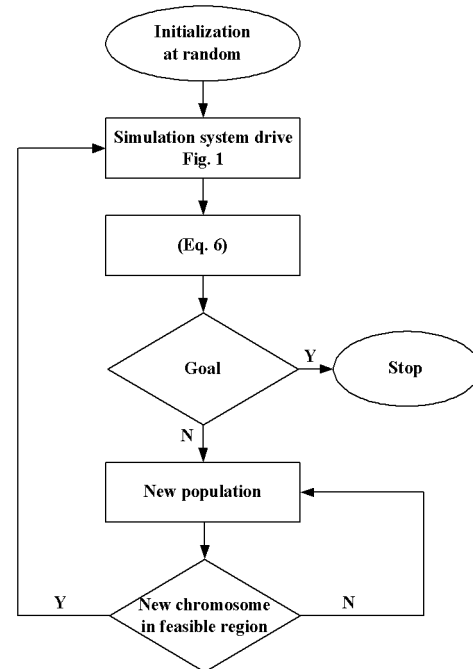 Initialization
at random
Simulation system drive
Fig. 1
(Eq. 6)
Goal
Y
Stop
N
New population
Y
New chromosome
in feasible region
N